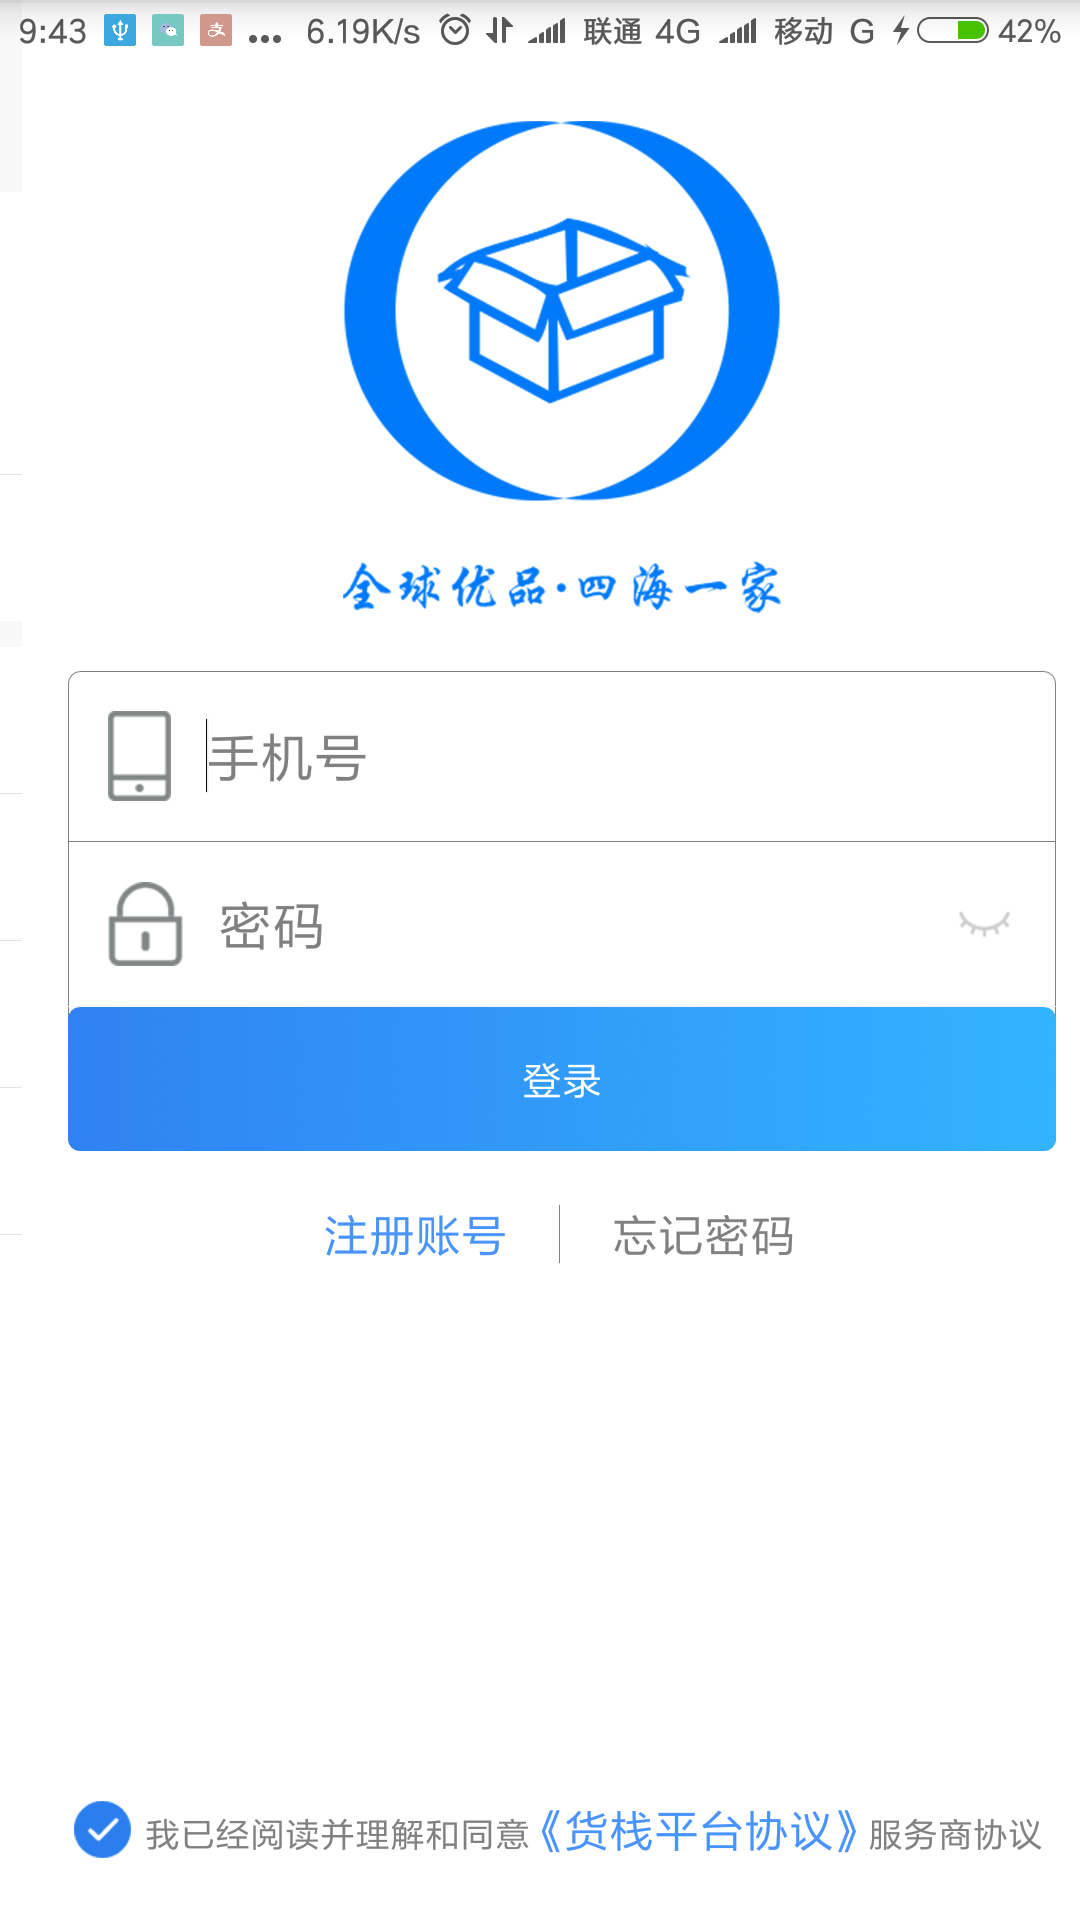 9:43 ... 6.19K/s 联通 4G 移动 G 42%
全球优品·四海一家
手机号
密码
登录
注册账号 忘记密码
我已经阅读并理解和同意《货栈平台协议》服务商协议